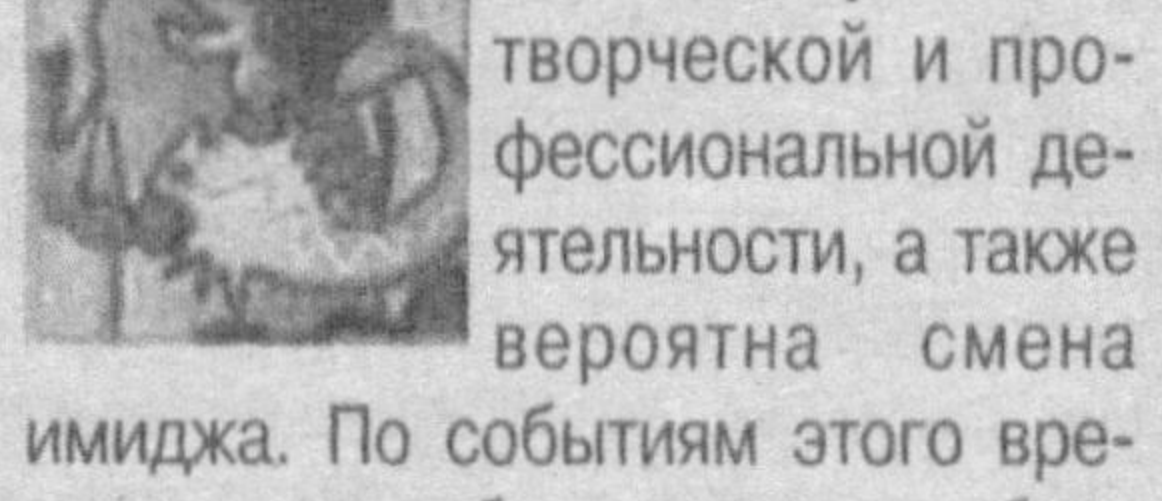 творческой и про-
фессиональной де-
ятельности, а также
вероятна смена
имиджа. По событиям этого вре-